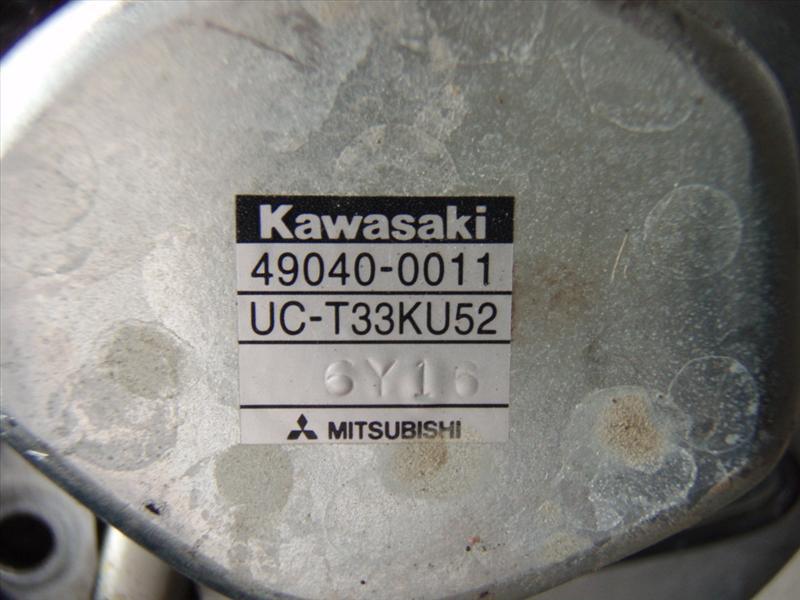 Kawasaki
49040-0011
UC-T33KU52
6Y16
MITSUBISHI